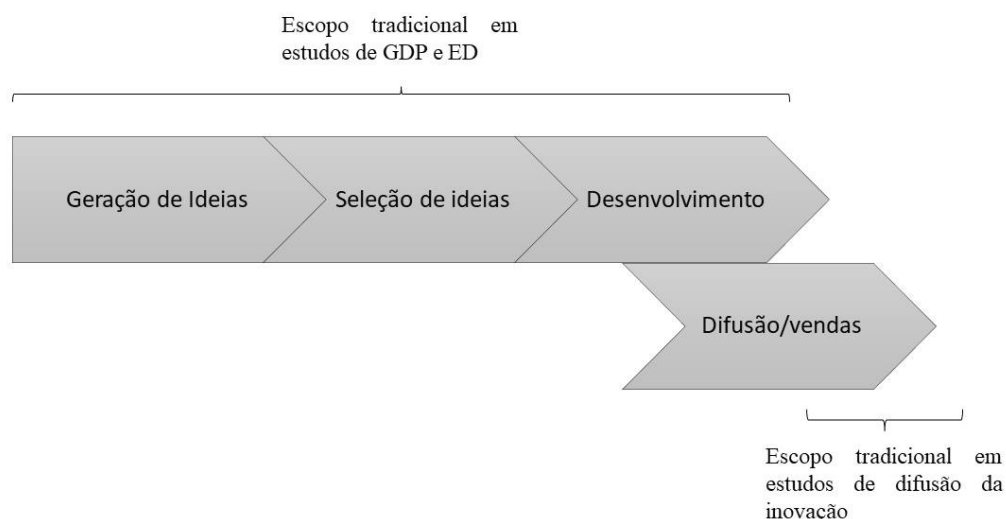 Escopo tradicional em
estudos de GDP e ED
Geração de Ideias
Seleção de ideias
Desenvolvimento
Difusão/vendas
Escopo tradicional em
estudos de difusão da
inovação